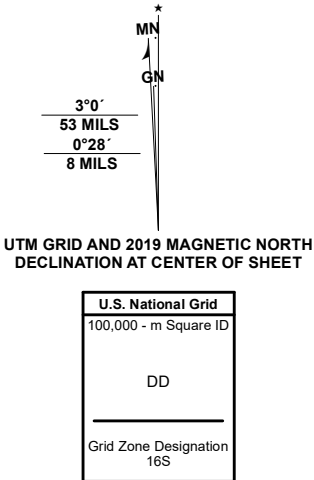 MN
GN
3°0´
53 MILS
0°28´
8 MILS
UTM GRID AND 2019 MAGNETIC NORTH
DECLINATION AT CENTER OF SHEET
U.S. National Grid
100,000 - m Square ID
DD
Grid Zone Designation
16S